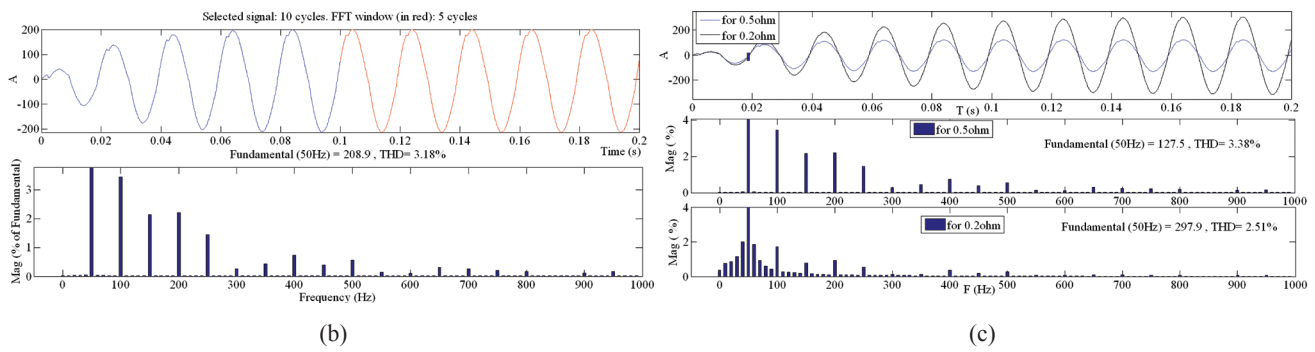 Selected signal: 10 cycles. FFT window (in red): 5 cycles
200
100
0
-100
-200
A
0 0.02 0.04 0.06 0.08 0.1 0.12 0.14 0.16 0.18 0.2
Time (s)
Fundamental (50Hz) = 208.9 , THD= 3.18%
Mag (% of Fundamental)
3
2
1
0
0 100 200 300 400 500 600 700 800 900 1000
Frequency (Hz)
(b)
for 0.5ohm
for 0.2ohm
A
200
0
-200
0 0.02 0.04 0.06 0.08 0.1 0.12 0.14 0.16 0.18 0.2
T (s)
for 0.5ohm
Fundamental (50Hz) = 127.5 , THD= 3.38%
Mag ( %)
4
2
0
0 100 200 300 400 500 600 700 800 900 1000
for 0.2ohm
Fundamental (50Hz) = 297.9 , THD= 2.51%
Mag ( %)
4
2
0
0 100 200 300 400 500 600 700 800 900 1000
F (Hz)
(c)